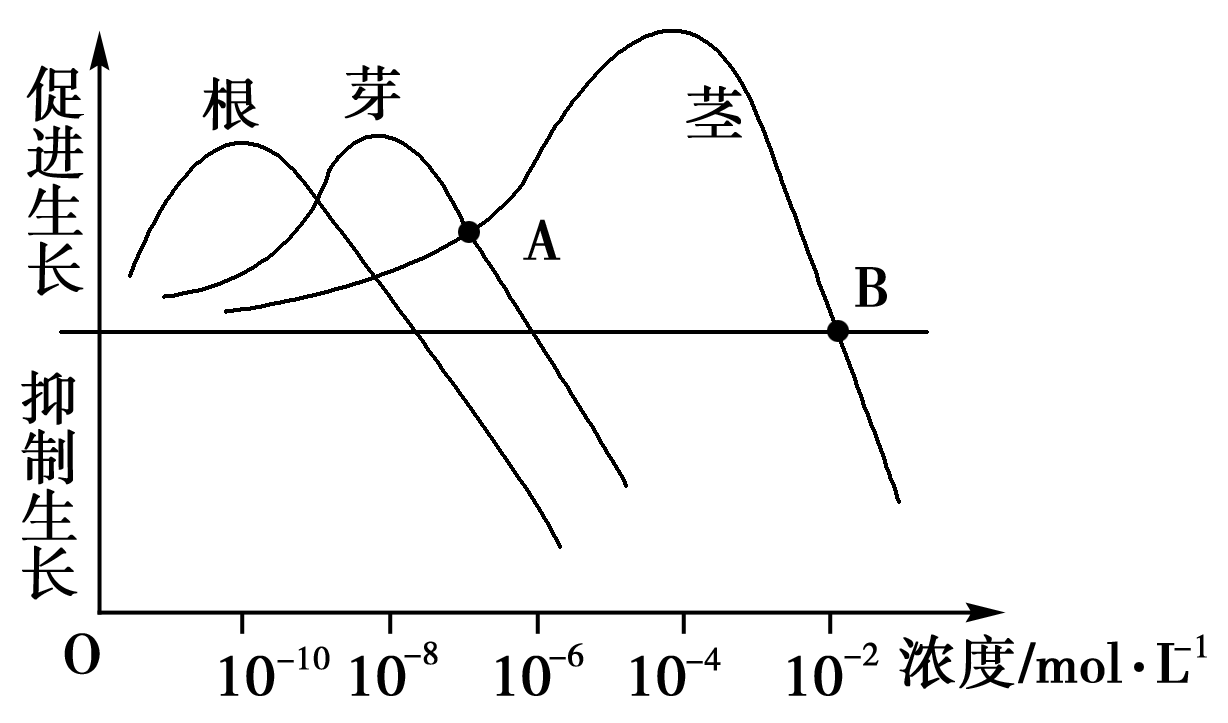 促进生长
抑制生长
根
芽
茎
A
B
O
10⁻¹⁰
10⁻⁸
10⁻⁶
10⁻⁴
10⁻²
浓度/mol·L⁻¹